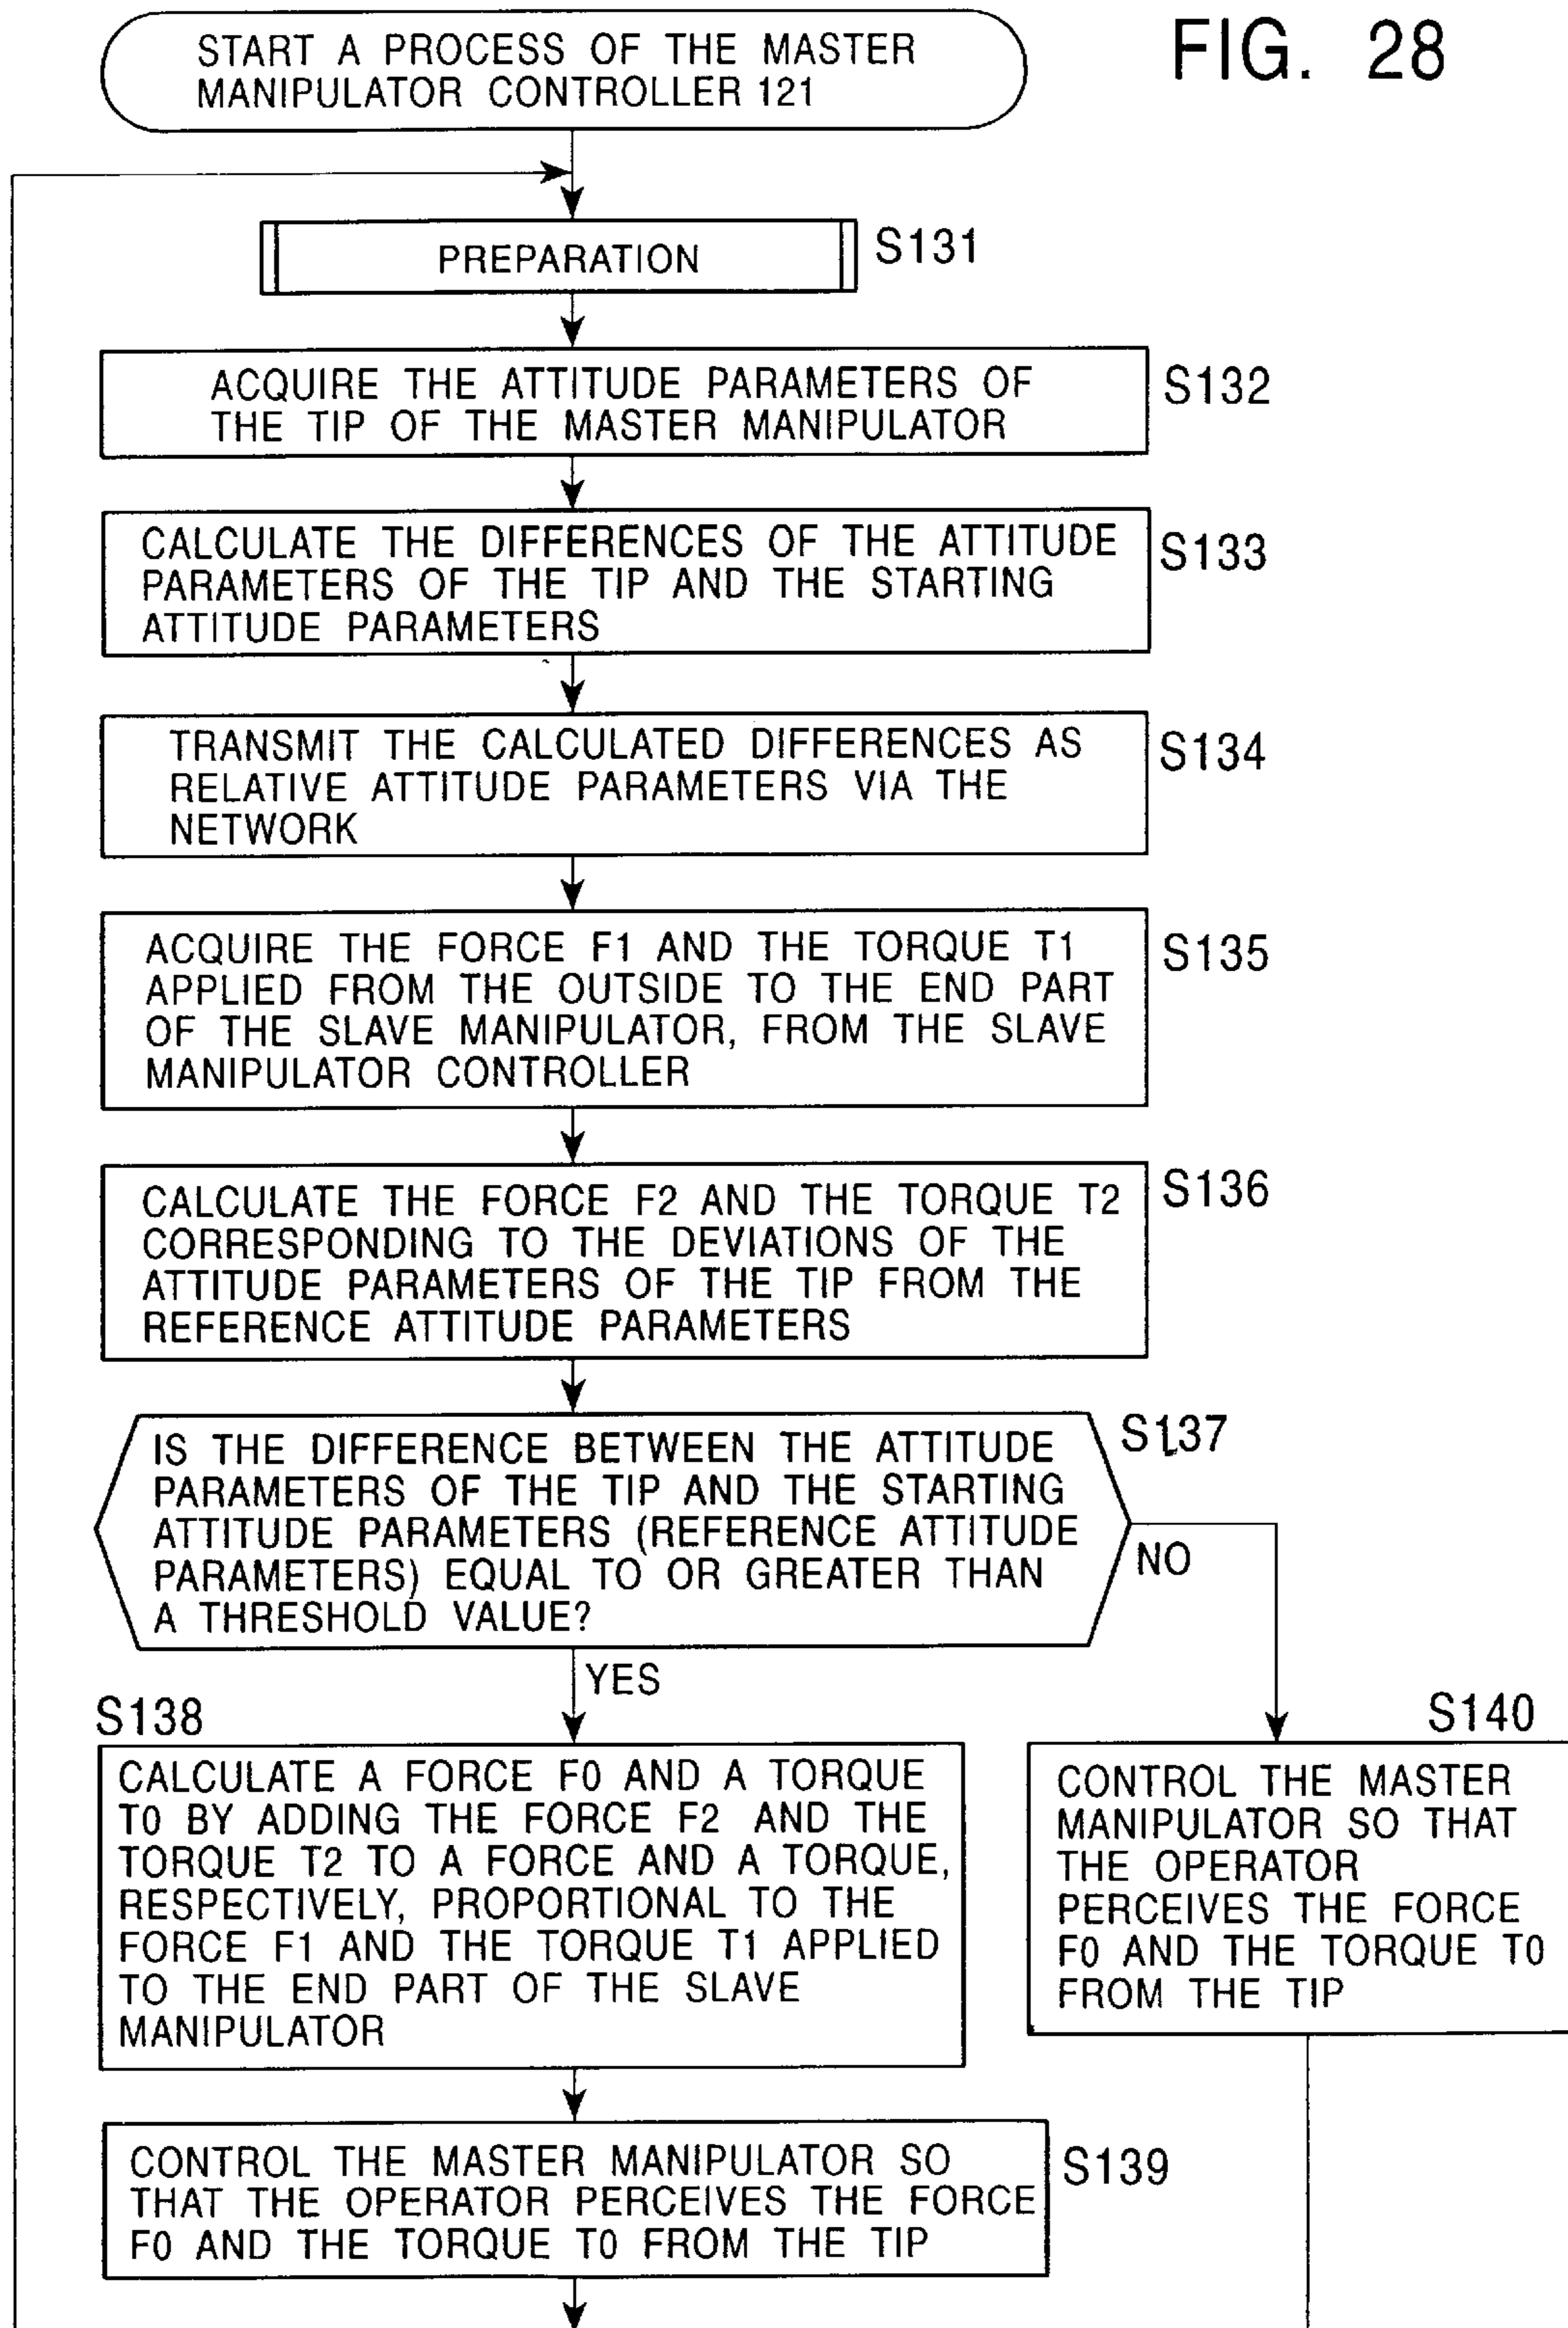 FIG. 28
START A PROCESS OF THE MASTER
MANIPULATOR CONTROLLER 121
PREPARATION
S131
ACQUIRE THE ATTITUDE PARAMETERS OF
THE TIP OF THE MASTER MANIPULATOR
S132
CALCULATE THE DIFFERENCES OF THE ATTITUDE
PARAMETERS OF THE TIP AND THE STARTING
ATTITUDE PARAMETERS
S133
TRANSMIT THE CALCULATED DIFFERENCES AS
RELATIVE ATTITUDE PARAMETERS VIA THE
NETWORK
S134
ACQUIRE THE FORCE F1 AND THE TORQUE T1
APPLIED FROM THE OUTSIDE TO THE END PART
OF THE SLAVE MANIPULATOR, FROM THE SLAVE
MANIPULATOR CONTROLLER
S135
CALCULATE THE FORCE F2 AND THE TORQUE T2
CORRESPONDING TO THE DEVIATIONS OF THE
ATTITUDE PARAMETERS OF THE TIP FROM THE
REFERENCE ATTITUDE PARAMETERS
S136
IS THE DIFFERENCE BETWEEN THE ATTITUDE
PARAMETERS OF THE TIP AND THE STARTING
ATTITUDE PARAMETERS (REFERENCE ATTITUDE
PARAMETERS) EQUAL TO OR GREATER THAN
A THRESHOLD VALUE?
S137
NO
YES
S138
CALCULATE A FORCE F0 AND A TORQUE
T0 BY ADDING THE FORCE F2 AND THE
TORQUE T2 TO A FORCE AND A TORQUE,
RESPECTIVELY, PROPORTIONAL TO THE
FORCE F1 AND THE TORQUE T1 APPLIED
TO THE END PART OF THE SLAVE
MANIPULATOR
S140
CONTROL THE MASTER
MANIPULATOR SO THAT
THE OPERATOR
PERCEIVES THE FORCE
F0 AND THE TORQUE T0
FROM THE TIP
CONTROL THE MASTER MANIPULATOR SO
THAT THE OPERATOR PERCEIVES THE FORCE
F0 AND THE TORQUE T0 FROM THE TIP
S139